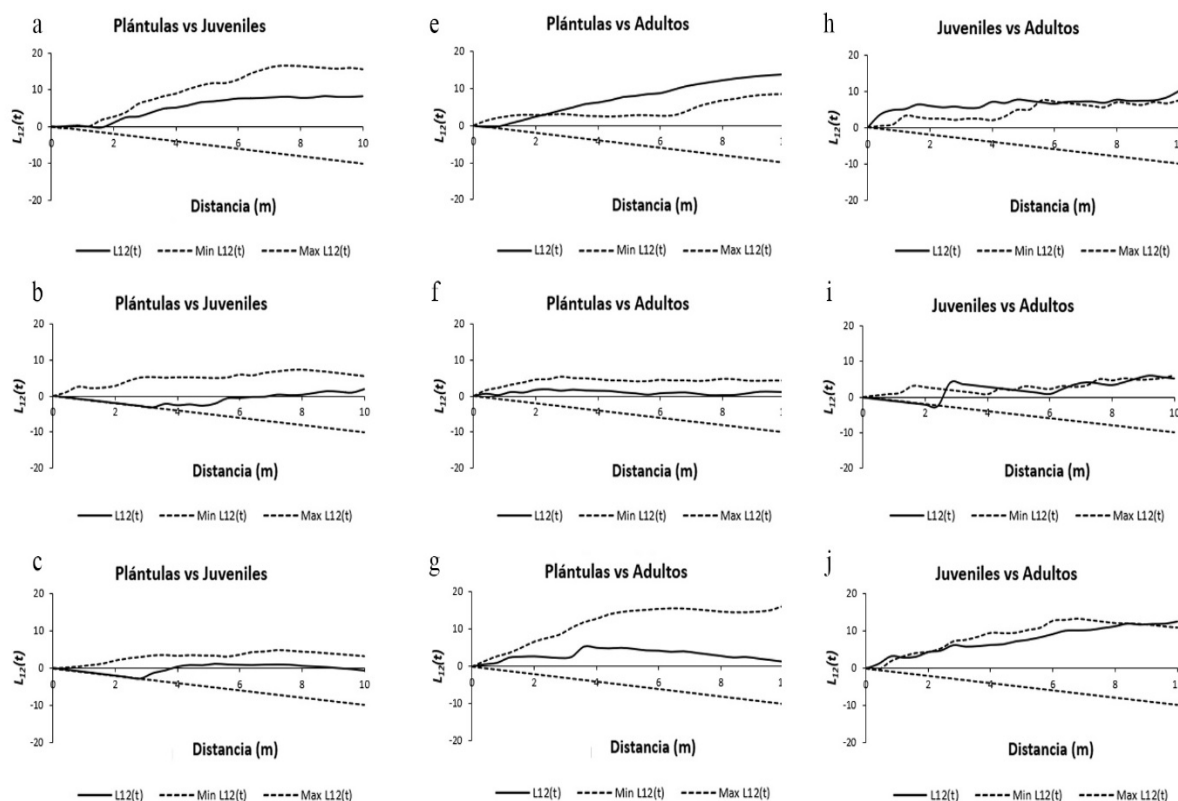 a
Plántulas vs Juveniles
20
10
0
-10
-20
0 2 4 6 8 10
L12(t)
Distancia (m)
L12(t) Min L12(t) Max L12(t)
e
Plántulas vs Adultos
20
10
0
-10
-20
0 2 4 6 8 10
L12(t)
Distancia (m)
L12(t) Min L12(t) Max L12(t)
h
Juveniles vs Adultos
20
10
0
-10
-20
0 2 4 6 8 10
L12(t)
Distancia (m)
L12(t) Min L12(t) Max L12(t)
b
Plántulas vs Juveniles
20
10
0
-10
-20
0 2 4 6 8 10
L12(t)
Distancia (m)
L12(t) Min L12(t) Max L12(t)
f
Plántulas vs Adultos
20
10
0
-10
-20
0 2 4 6 8 10
L12(t)
Distancia (m)
L12(t) Min L12(t) Max L12(t)
i
Juveniles vs Adultos
20
10
0
-10
-20
0 2 4 6 8 10
L12(t)
Distancia (m)
L12(t) Min L12(t) Max L12(t)
c
Plántulas vs Juveniles
20
10
0
-10
-20
0 2 4 6 8 10
L12(t)
Distancia (m)
L12(t) Min L12(t) Max L12(t)
g
Plántulas vs Adultos
20
10
0
-10
-20
0 2 4 6 8 10
L12(t)
Distancia (m)
L12(t) Min L12(t) Max L12(t)
j
Juveniles vs Adultos
20
10
0
-10
-20
0 2 4 6 8 10
L12(t)
Distancia (m)
L12(t) Min L12(t) Max L12(t)